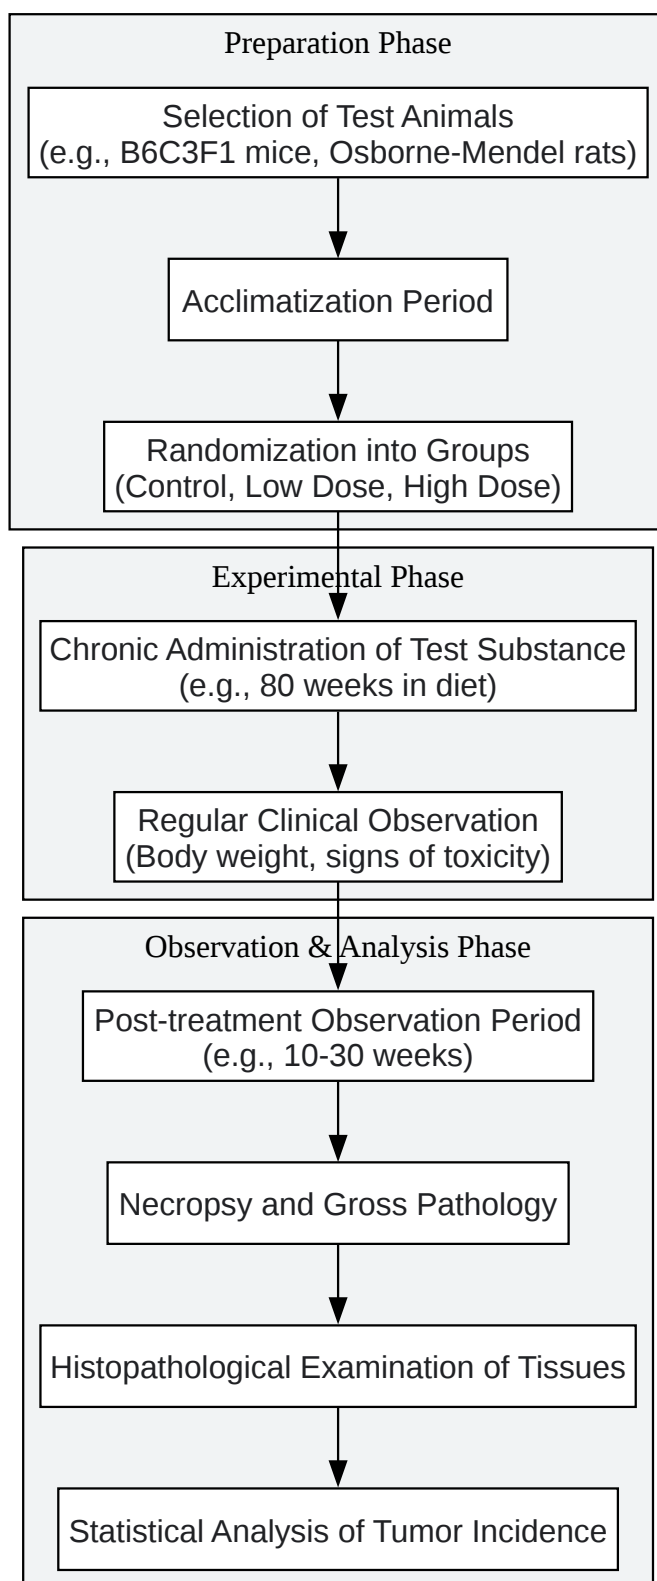 Preparation Phase
Selection of Test Animals
(e.g., B6C3F1 mice, Osborne-Mendel rats)
Acclimatization Period
Randomization into Groups
(Control, Low Dose, High Dose)
Experimental Phase
Chronic Administration of Test Substance
(e.g., 80 weeks in diet)
Regular Clinical Observation
(Body weight, signs of toxicity)
Observation & Analysis Phase
Post-treatment Observation Period
(e.g., 10-30 weeks)
Necropsy and Gross Pathology
Histopathological Examination of Tissues
Statistical Analysis of Tumor Incidence